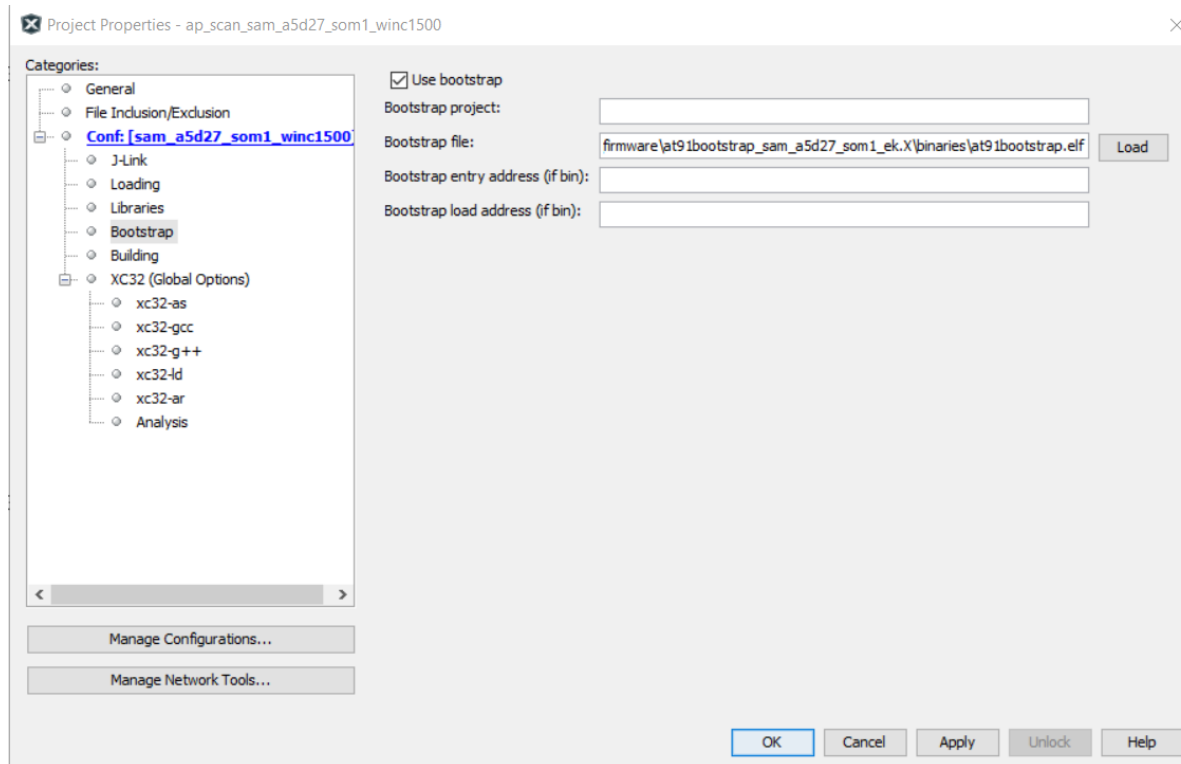 Project Properties - ap_scan_sam_a5d27_som1_winc1500
Categories:
General
File Inclusion/Exclusion
Conf: [sam_a5d27_som1_winc1500]
J-Link
Loading
Libraries
Bootstrap
Building
XC32 (Global Options)
xc32-as
xc32-gcc
xc32-g++
xc32-ld
xc32-ar
Analysis
Manage Configurations...
Manage Network Tools...
Use bootstrap
Bootstrap project:
Bootstrap file: firmware\at91bootstrap_sam_a5d27_som1_ek.X\binaries\at91bootstrap.elf Load
Bootstrap entry address (if bin):
Bootstrap load address (if bin):
OK Cancel Apply Unlock Help